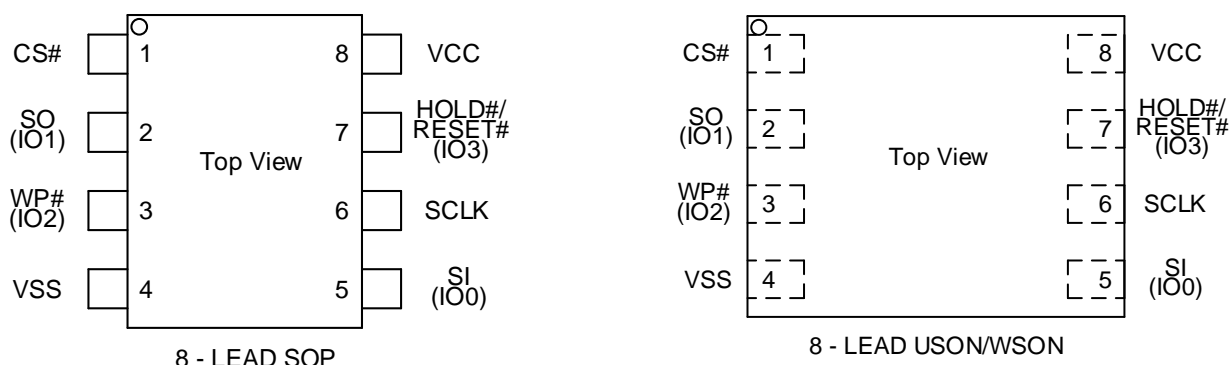 CS#
1
8
VCC
SO
(IO1)
2
7
HOLD#/
RESET#
(IO3)
Top View
WP#
(IO2)
3
6
SCLK
VSS
4
5
SI
(IO0)
8 - LEAD SOP
CS#
1
8
VCC
SO
(IO1)
2
7
HOLD#/
RESET#
(IO3)
Top View
WP#
(IO2)
3
6
SCLK
VSS
4
5
SI
(IO0)
8 - LEAD USON/WSON